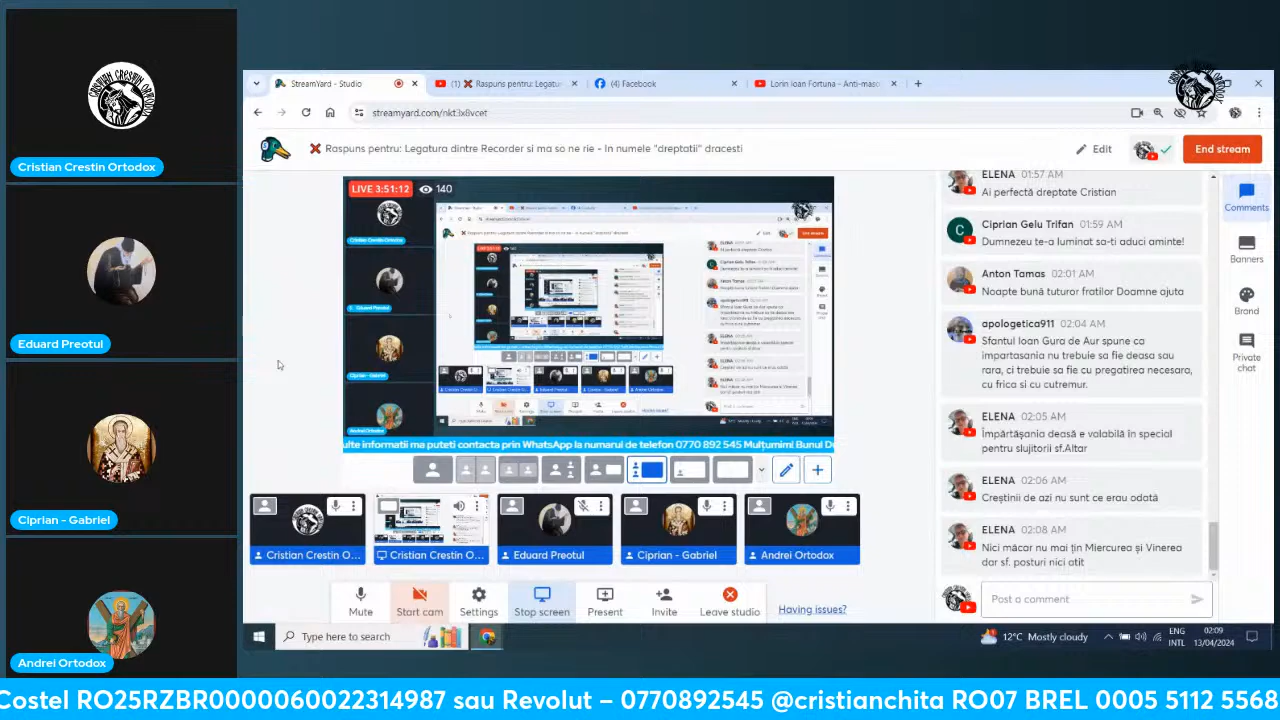 StreamYard - Studio
(1) ❌ Raspuns pentru: Legatu
(4) Facebook
Lorin Ioan Fortuna - Anti-maso
streamyard.com/nkt3x8vcet
❌ Raspuns pentru: Legatura dintre Recorder si ma so ne rie - In numele "dreptatii" dracesti
Edit
End stream
Cristian Crestin Ortodox
Eduard Preotul
Ciprian - Gabriel
Andrei Ortodox
LIVE 3:51:12
140
ulte informatii ma puteti contacta prin WhatsApp la numarul de telefon 0770 892 545 Mulțumim! Bunul Du
Cristian Crestin O...
Cristian Crestin O...
Eduard Preotul
Ciprian - Gabriel
Andrei Ortodox
Mute
Start cam
Settings
Stop screen
Present
Invite
Leave studio
Having issues?
ELENA 01:57 AM
Ai perfectă dreptate Cristian
Ciprian Gelu Trifan 01:59 AM
Dumnezeu te-a luminat sa-ti aduci aminte!
Anton Tamas 02:01 AM
Noapte bună tuturor fratilor Doamne ajuta
apologetica911 02:04 AM
Sfantul Ioan Gura de Aur spune ca
impartasania nu trebuie sa fie deasa sau
rara, ci trebuie sa fie cu pregatirea necesara,
cu frica si cu cutremur.
ELENA 02:05 AM
Împărtășania deasă e valabilă în special
pentru slujitorii sf.Altar
ELENA 02:06 AM
Creștinii de azi nu sunt ce erau odată
ELENA 02:08 AM
Nici măcar nu mai țin Miercurea și Vinerea
dar sf. posturi nici atit
Post a comment
Comments
Banners
Brand
Private
chat
Type here to search
12°C Mostly cloudy
ENG
INTL
02:09
13/04/2024
Costel RO25RZBR0000060022314987 sau Revolut – 0770892545 @cristianchita RO07 BREL 0005 5112 5568